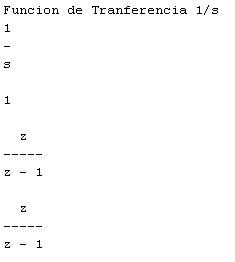 Funcion de Tranferencia 1/s
1
-
s
1
z
-----
z - 1
z
-----
z - 1